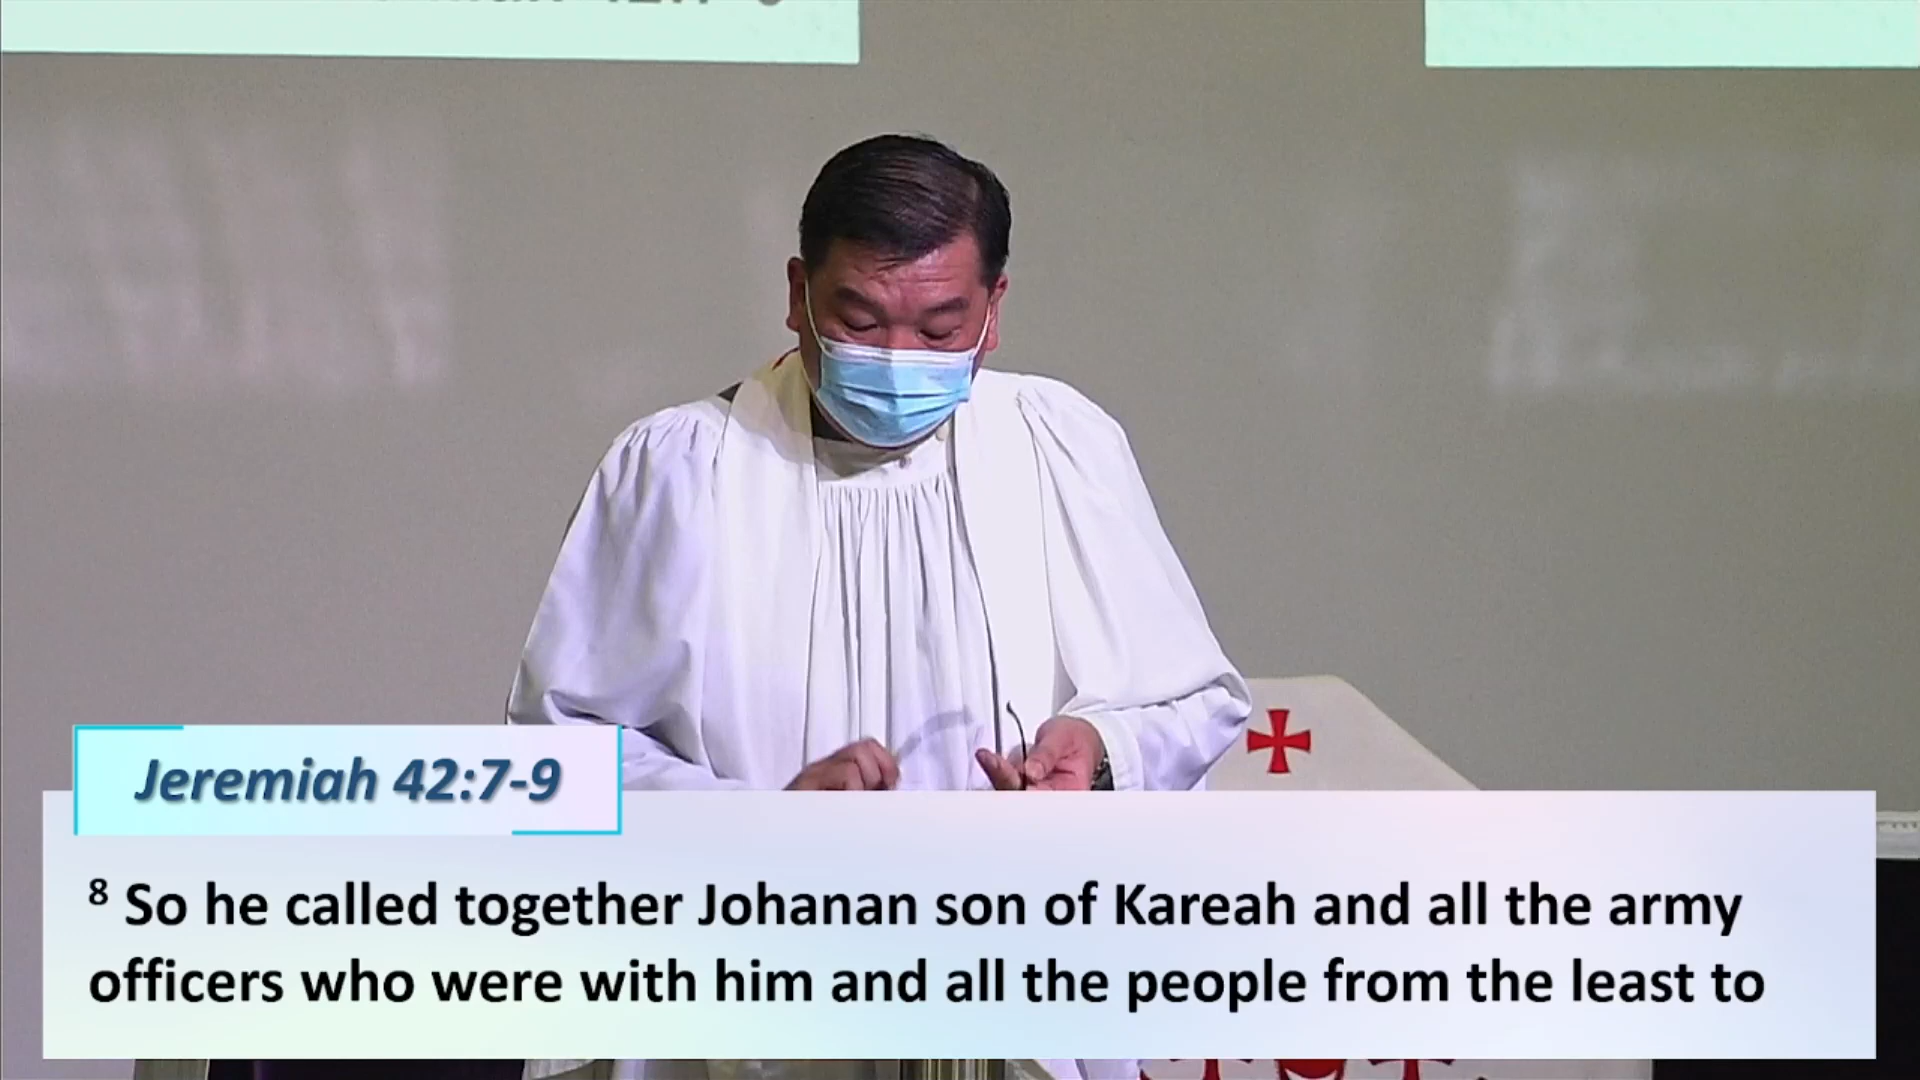 Jeremiah 42:7-9
8 So he called together Johanan son of Kareah and all the army
officers who were with him and all the people from the least to